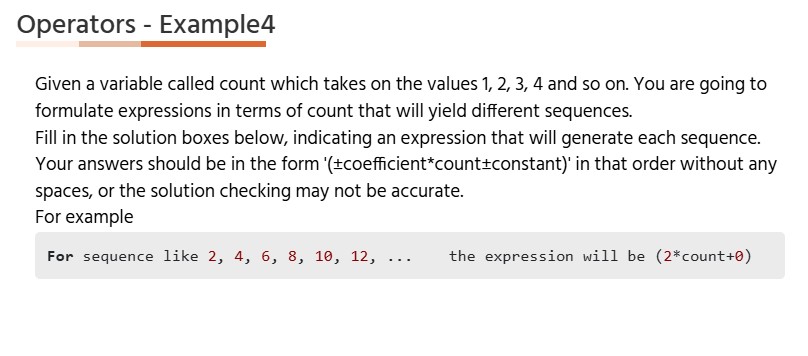 Operators - Example4
Given a variable called count which takes on the values 1, 2, 3, 4 and so on. You are going to
formulate expressions in terms of count that will yield different sequences.
Fill in the solution boxes below, indicating an expression that will generate each sequence.
Your answers should be in the form '(±coefficient*count±constant)' in that order without any
spaces, or the solution checking may not be accurate.
For example
For sequence like 2, 4, 6, 8, 10, 12, ...    the expression will be (2*count+0)